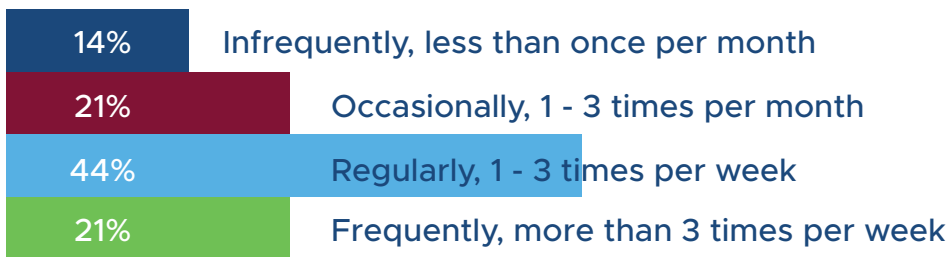 14% Infrequently, less than once per month
21% Occasionally, 1 - 3 times per month
44% Regularly, 1 - 3 times per week
21% Frequently, more than 3 times per week